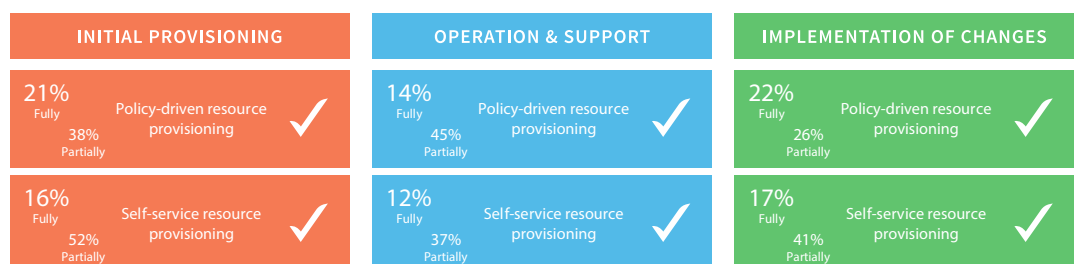 INITIAL PROVISIONING
OPERATION & SUPPORT
IMPLEMENTATION OF CHANGES
21%
Fully
38%
Partially
Policy-driven resource
provisioning
14%
Fully
45%
Partially
Policy-driven resource
provisioning
22%
Fully
26%
Partially
Policy-driven resource
provisioning
16%
Fully
52%
Partially
Self-service resource
provisioning
12%
Fully
37%
Partially
Self-service resource
provisioning
17%
Fully
41%
Partially
Self-service resource
provisioning